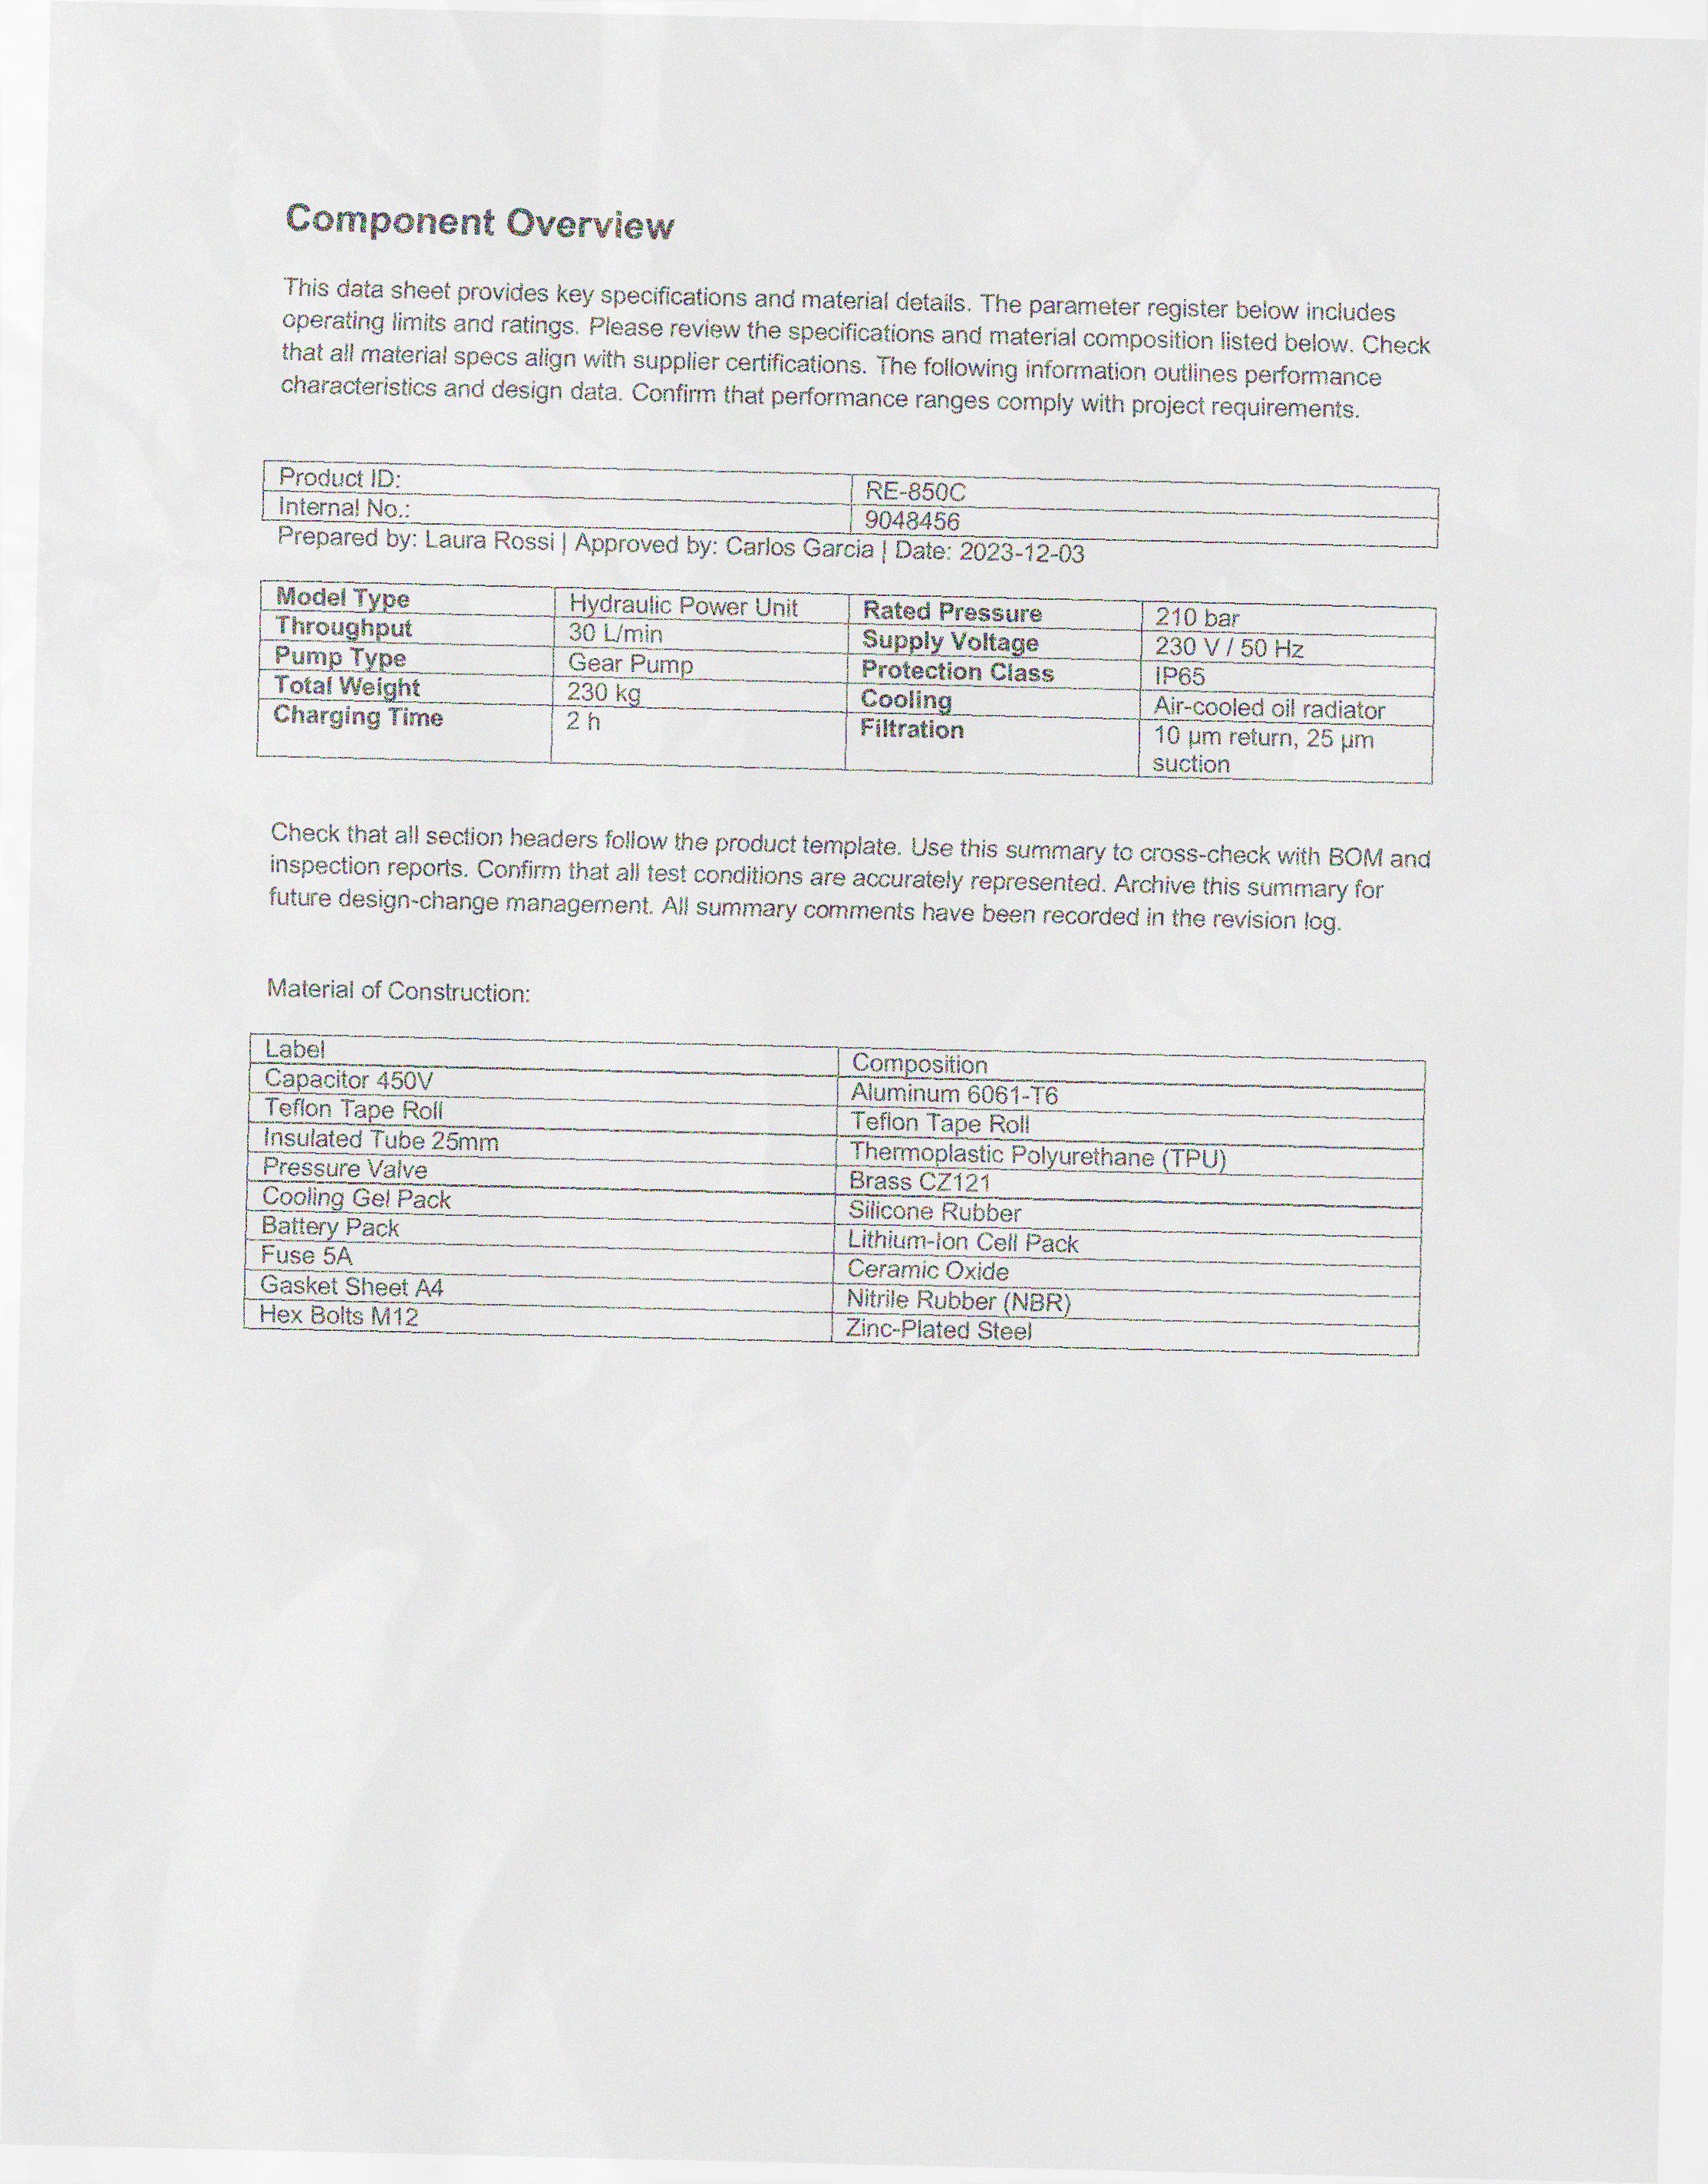 Component Overview
This data sheet provides key specifications and material details. The parameter register below includes
operating limits and ratings. Please review the specifications and material composition listed below. Check
that all material specs align with supplier certifications. The following information outlines performance
characteristics and design data. Confirm that performance ranges comply with project requirements.
Product ID: RE-850C
Internal No.: 9048456
Prepared by: Laura Rossi | Approved by: Carlos Garcia | Date: 2023-12-03
Model Type Hydraulic Power Unit Rated Pressure 210 bar
Throughput 30 L/min Supply Voltage 230 V / 50 Hz
Pump Type Gear Pump Protection Class IP65
Total Weight 230 kg Cooling Air-cooled oil radiator
Charging Time 2 h Filtration 10 µm return, 25 µm
suction
Check that all section headers follow the product template. Use this summary to cross-check with BOM and
inspection reports. Confirm that all test conditions are accurately represented. Archive this summary for
future design-change management. All summary comments have been recorded in the revision log.
Material of Construction:
Label Composition
Capacitor 450V Aluminum 6061-T6
Teflon Tape Roll Teflon Tape Roll
Insulated Tube 25mm Thermoplastic Polyurethane (TPU)
Pressure Valve Brass CZ121
Cooling Gel Pack Silicone Rubber
Battery Pack Lithium-Ion Cell Pack
Fuse 5A Ceramic Oxide
Gasket Sheet A4 Nitrile Rubber (NBR)
Hex Bolts M12 Zinc-Plated Steel